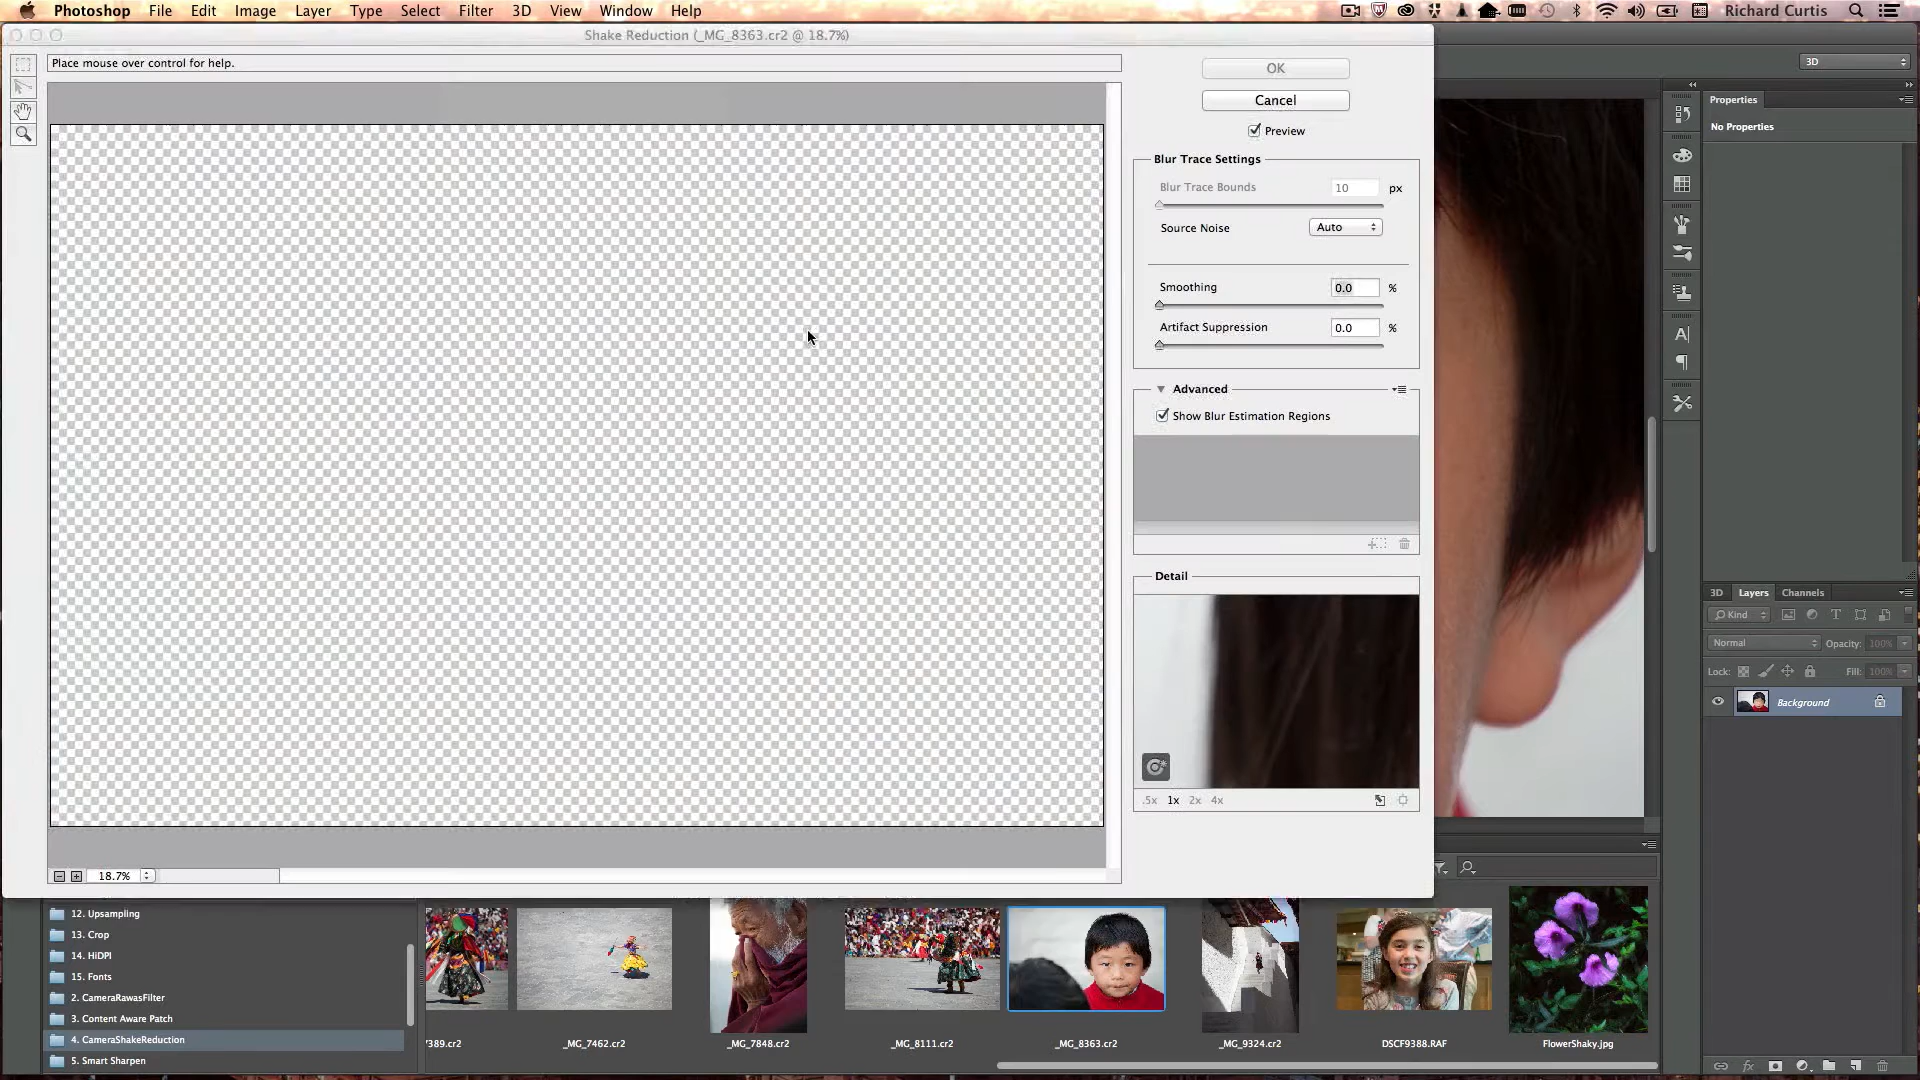 Photoshop File Edit Image Layer Type Select Filter 3D View Window Help Richard Curtis
Shake Reduction (_MG_8363.cr2 @ 18.7%)
Place mouse over control for help.
OK
Cancel
Preview
Blur Trace Settings
Blur Trace Bounds 10 px
Source Noise Auto
Smoothing 0.0 %
Artifact Suppression 0.0 %
Advanced
Show Blur Estimation Regions
Detail
.5x 1x 2x 4x
18.7%
3D
Properties
No Properties
3D Layers Channels
Kind
Normal Opacity: 100%
Lock: Fill: 100%
Background
12. Upsampling
13. Crop
14. HiDPI
15. Fonts
2. CameraRawasFilter
3. Content Aware Patch
4. CameraShakeReduction
5. Smart Sharpen
7389.cr2 _MG_7462.cr2 _MG_7848.cr2 _MG_8111.cr2 _MG_8363.cr2 _MG_9324.cr2 DSCF9388.RAF FlowerShaky.jpg